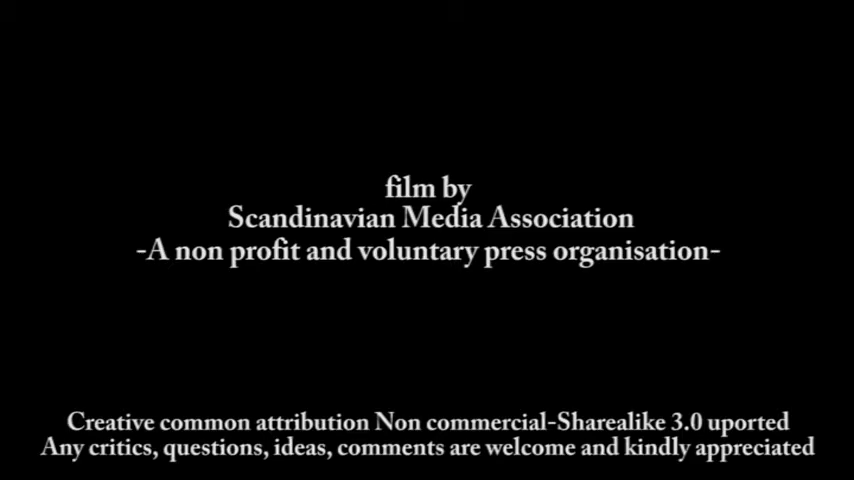 film by
Scandinavian Media Association
-A non profit and voluntary press organisation-
Creative common attribution Non commercial-Sharealike 3.0 uported
Any critics, questions, ideas, comments are welcome and kindly appreciated